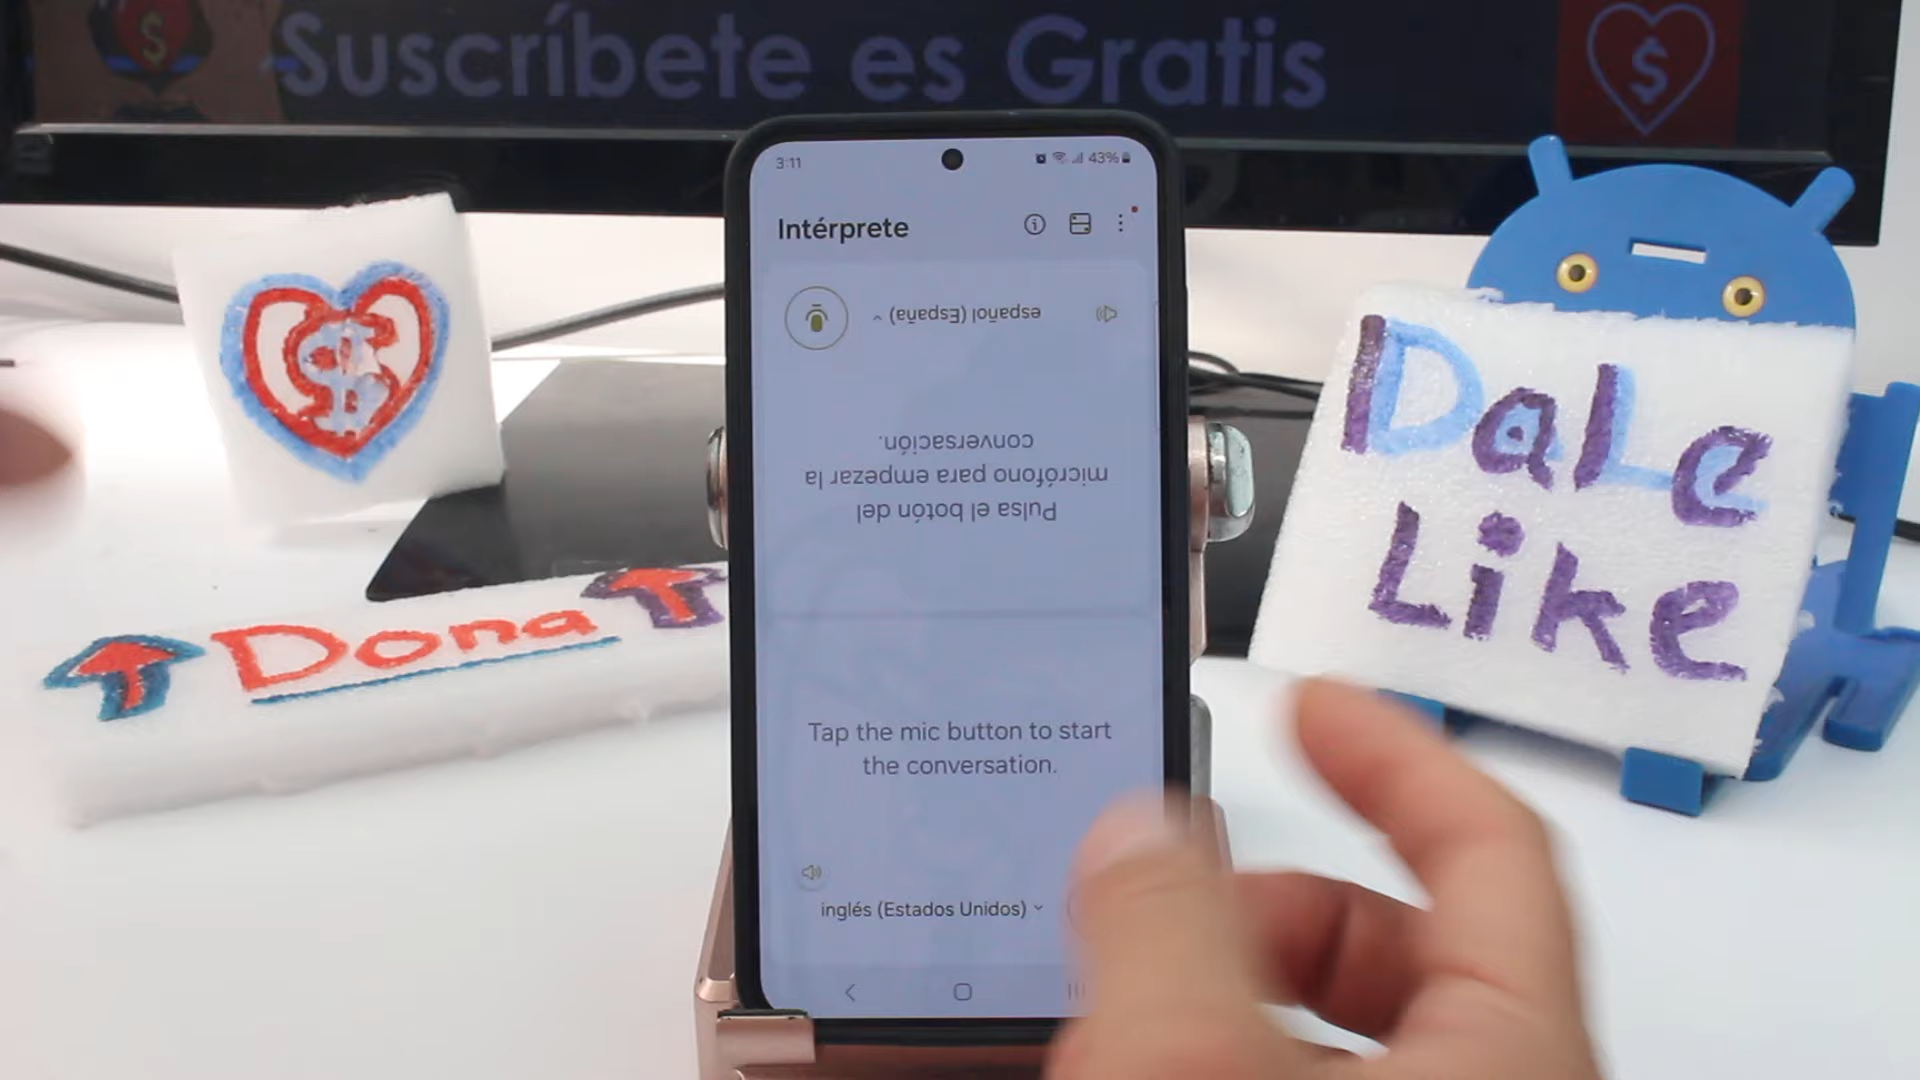 Suscríbete es Gratis
$
$
3:11
43%
Intérprete
español (España)
Pulsa el botón del
micrófono para empezar la
conversación.
Tap the mic button to start
the conversation.
inglés (Estados Unidos)
$
Dona
DaLe
Like